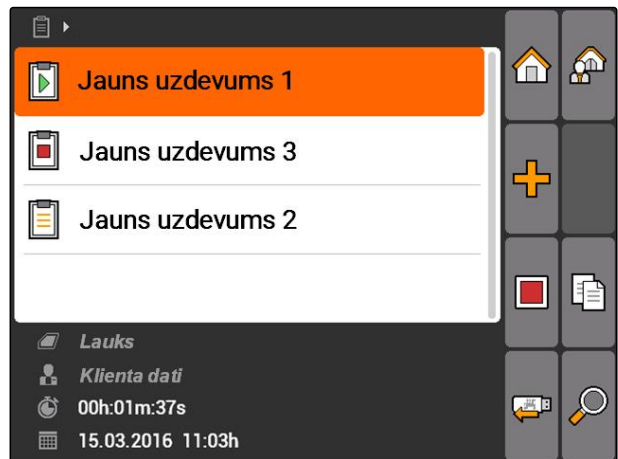 Jauns uzdevums 1
Jauns uzdevums 3
Jauns uzdevums 2
Lauks
Klienta dati
00h:01m:37s
15.03.2016 11:03h